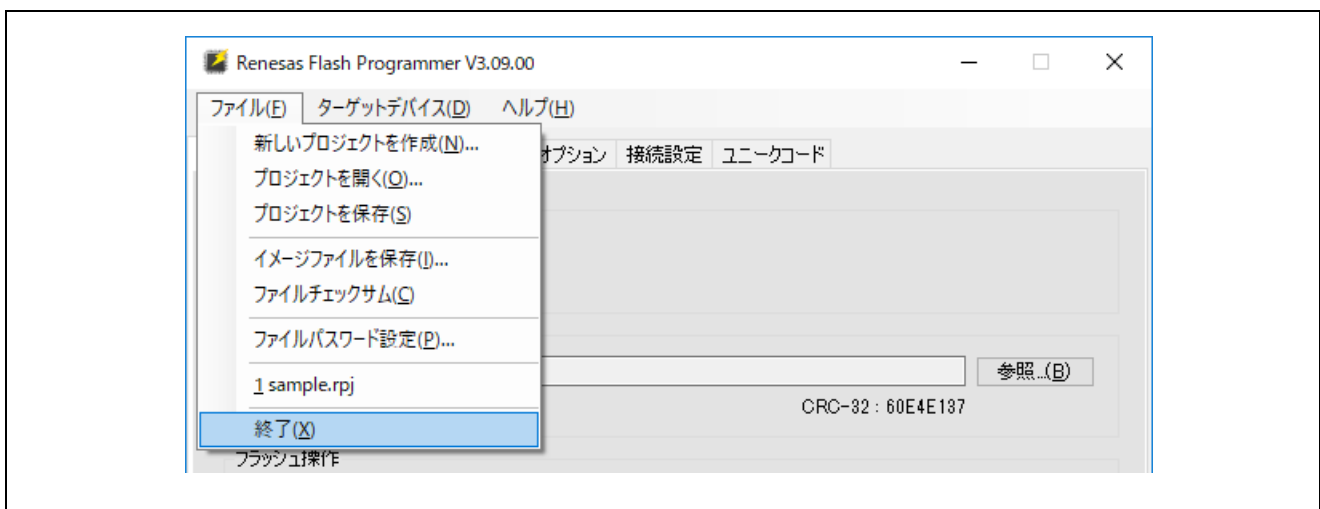 Renesas Flash Programmer V3.09.00
ファイル(F) ターゲットデバイス(D) ヘルプ(H)
新しいプロジェクトを作成(N)...
オプション 接続設定 ユニークコード
プロジェクトを開く(O)...
プロジェクトを保存(S)
イメージファイルを保存(I)...
ファイルチェックサム(C)
ファイルパスワード設定(P)...
参照...(B)
1 sample.rpj
CRC-32 : 60E4E137
終了(X)
フラッシュ操作